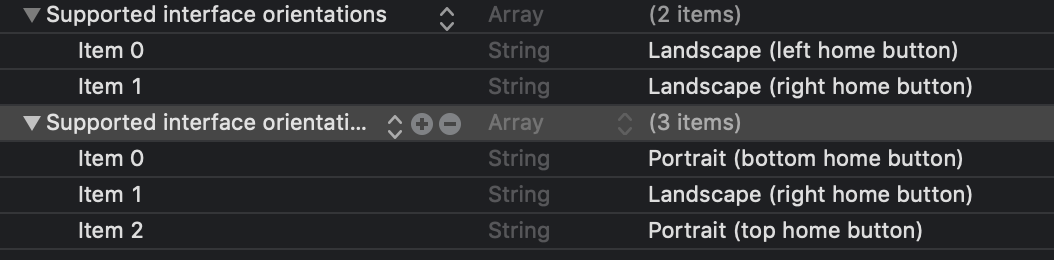 Supported interface orientations Array (2 items)
Item 0 String Landscape (left home button)
Item 1 String Landscape (right home button)
Supported interface orientati... Array (3 items)
Item 0 String Portrait (bottom home button)
Item 1 String Landscape (right home button)
Item 2 String Portrait (top home button)